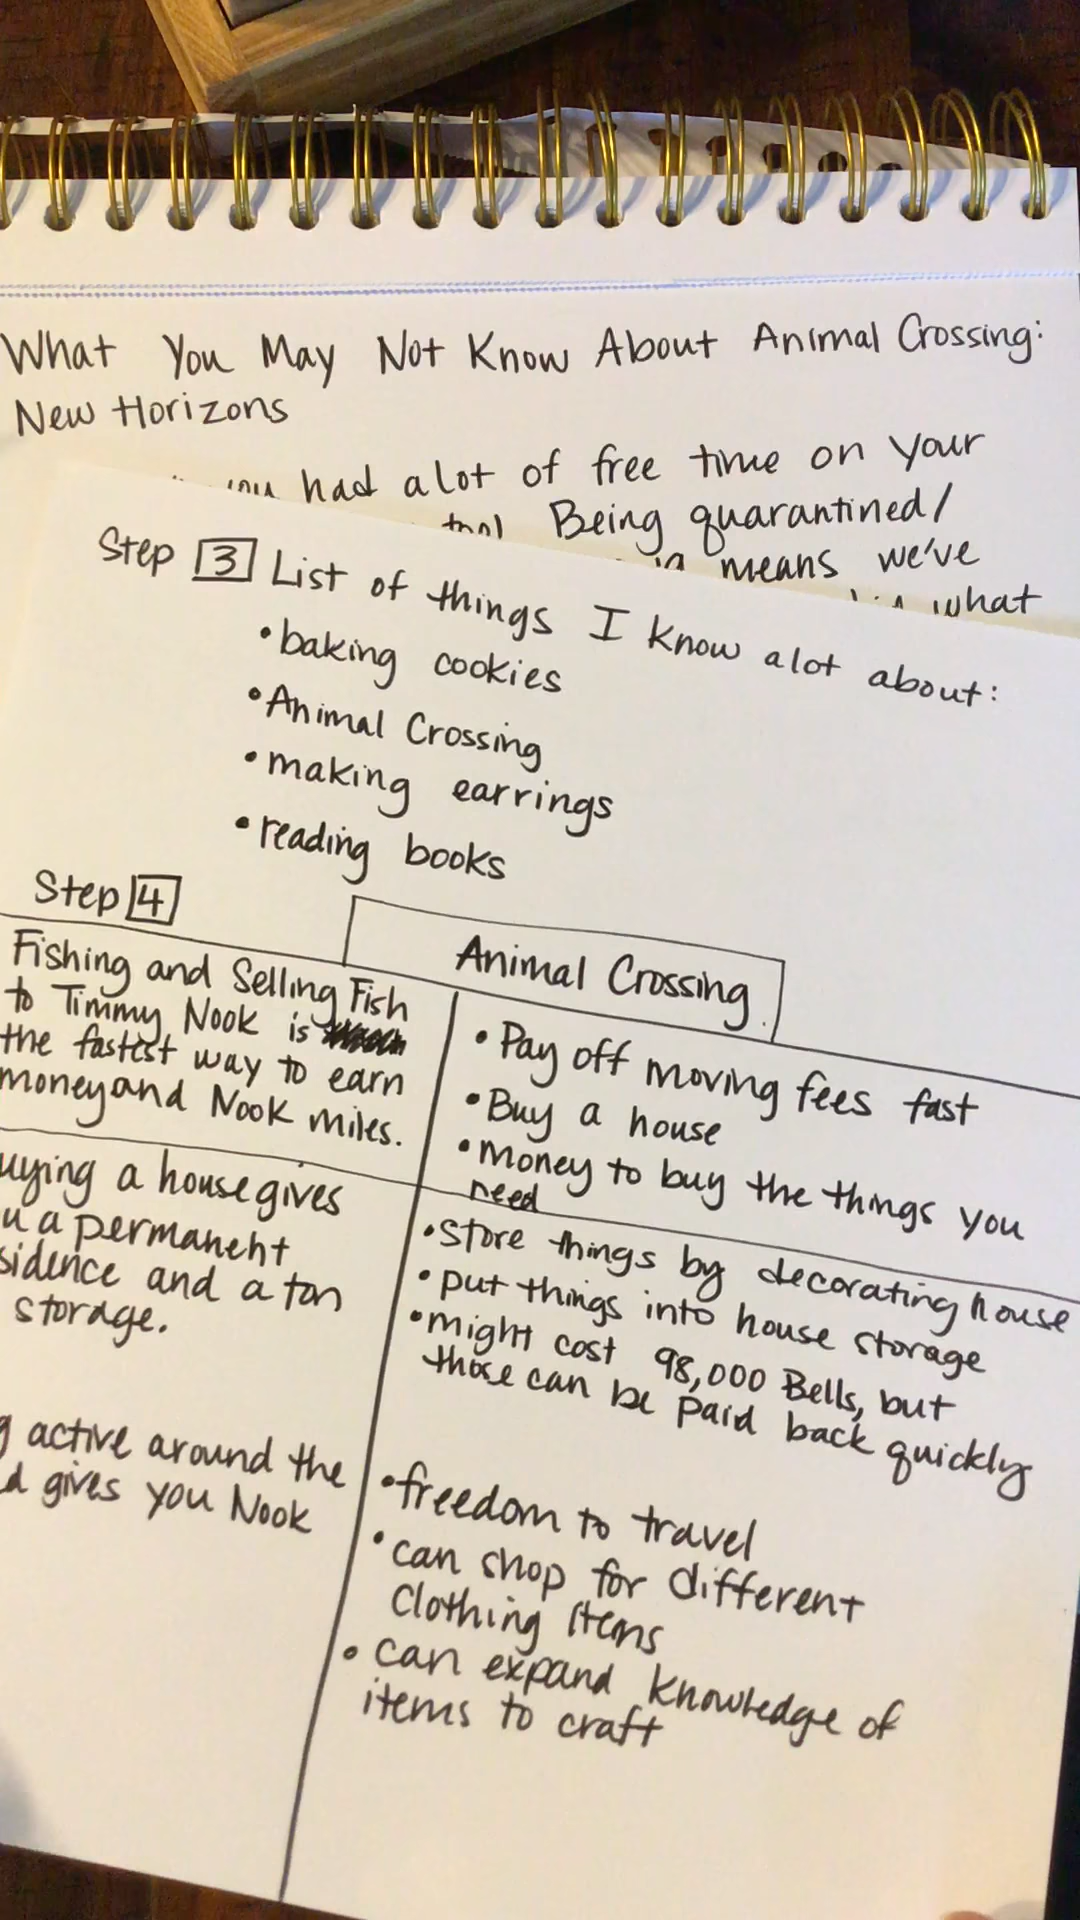 What You May Not Know About Animal Crossing:
New Horizons
you had a lot of free time on your
too! Being quarantined/
means we've
what
Step 3 List of things I know alot about:
• baking cookies
• Animal Crossing
• making earrings
• reading books
Step 4
Animal Crossing
Fishing and Selling Fish
to Timmy Nook is
the fastest way to earn
money and Nook miles.
• Pay off moving fees fast
• Buy a house
• money to buy the things you
need
uying a house gives
u a permanent
sidence and a ton
storage.
• store things by decorating house
• put things into house storage
• might cost 98,000 Bells, but
those can be paid back quickly
g active around the
d gives you Nook
• freedom to travel
• can shop for different
clothing items
• can expand knowledge of
items to craft